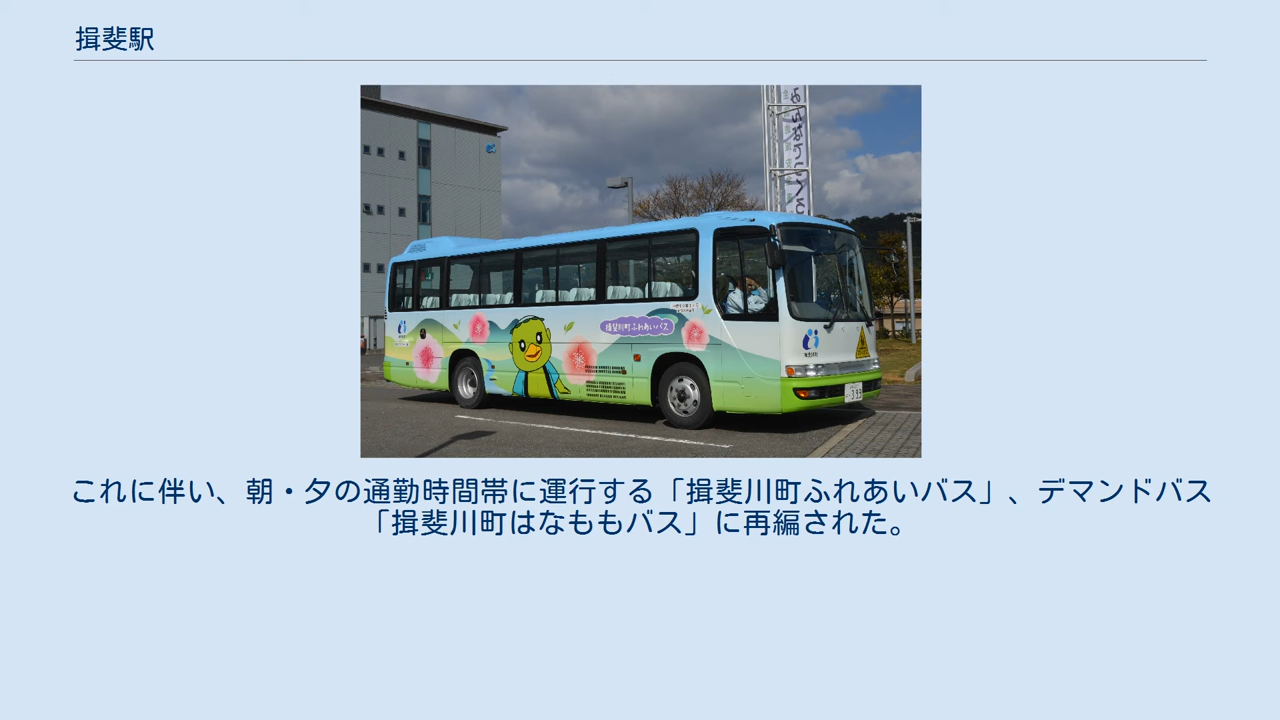 揖斐駅
揖斐川町ふれあいバス
・393
これに伴い、朝・夕の通勤時間帯に運行する「揖斐川町ふれあいバス」、デマンドバス
「揖斐川町はなももバス」に再編された。